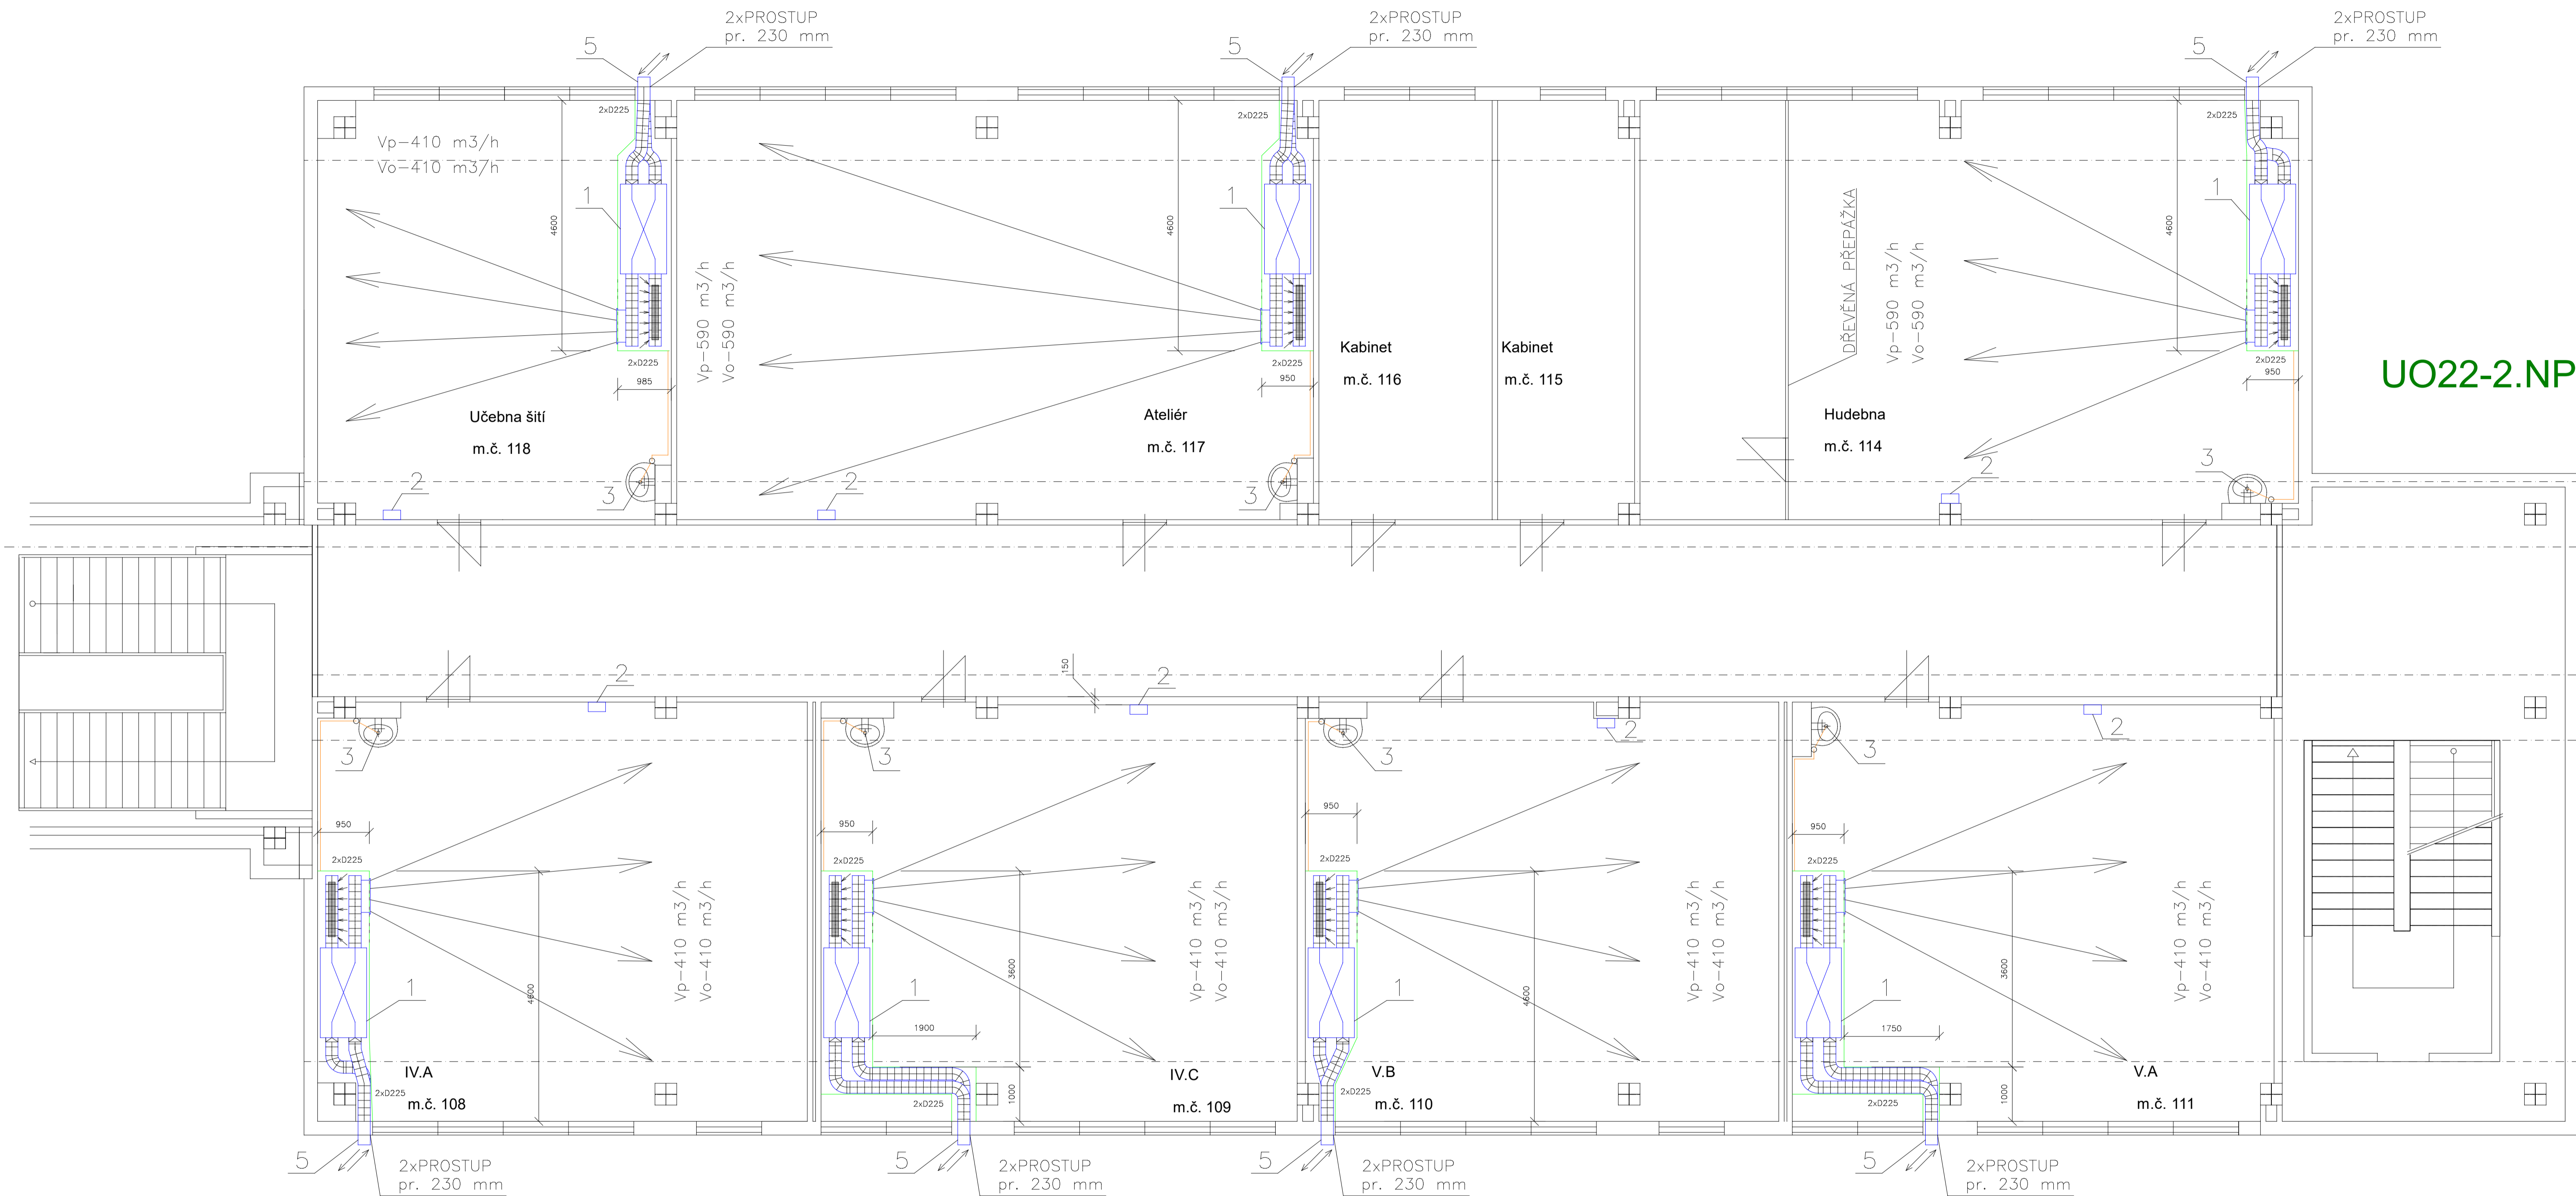 2xPROSTUP
pr. 230 mm
5
2xPROSTUP
pr. 230 mm
5
2xPROSTUP
pr. 230 mm
5
2xD225
2xD225
2xD225
Vp-410 m3/h
Vo-410 m3/h
1
1
1
4600
4600
4600
Vp-590 m3/h
Vo-590 m3/h
DŘEVĚNÁ PŘEPÁŽKA
Vp-590 m3/h
Vo-590 m3/h
2xD225
985
2xD225
950
2xD225
950
Kabinet
m.č. 116
Kabinet
m.č. 115
UO22-2.NP
Učebna šití
m.č. 118
Ateliér
m.č. 117
Hudebna
m.č. 114
2
3
2
3
2
3
150
2
2
2
2
3
3
3
3
950
950
950
950
2xD225
2xD225
2xD225
2xD225
Vp-410 m3/h
Vo-410 m3/h
Vp-410 m3/h
Vo-410 m3/h
Vp-410 m3/h
Vo-410 m3/h
Vp-410 m3/h
Vo-410 m3/h
4600
3600
4600
3600
1
1
1
1
1900
1750
IV.A
m.č. 108
IV.C
m.č. 109
V.B
m.č. 110
V.A
m.č. 111
2xD225
2xD225
2xD225
2xD225
1000
1000
5
2xPROSTUP
pr. 230 mm
5
2xPROSTUP
pr. 230 mm
5
2xPROSTUP
pr. 230 mm
5
2xPROSTUP
pr. 230 mm